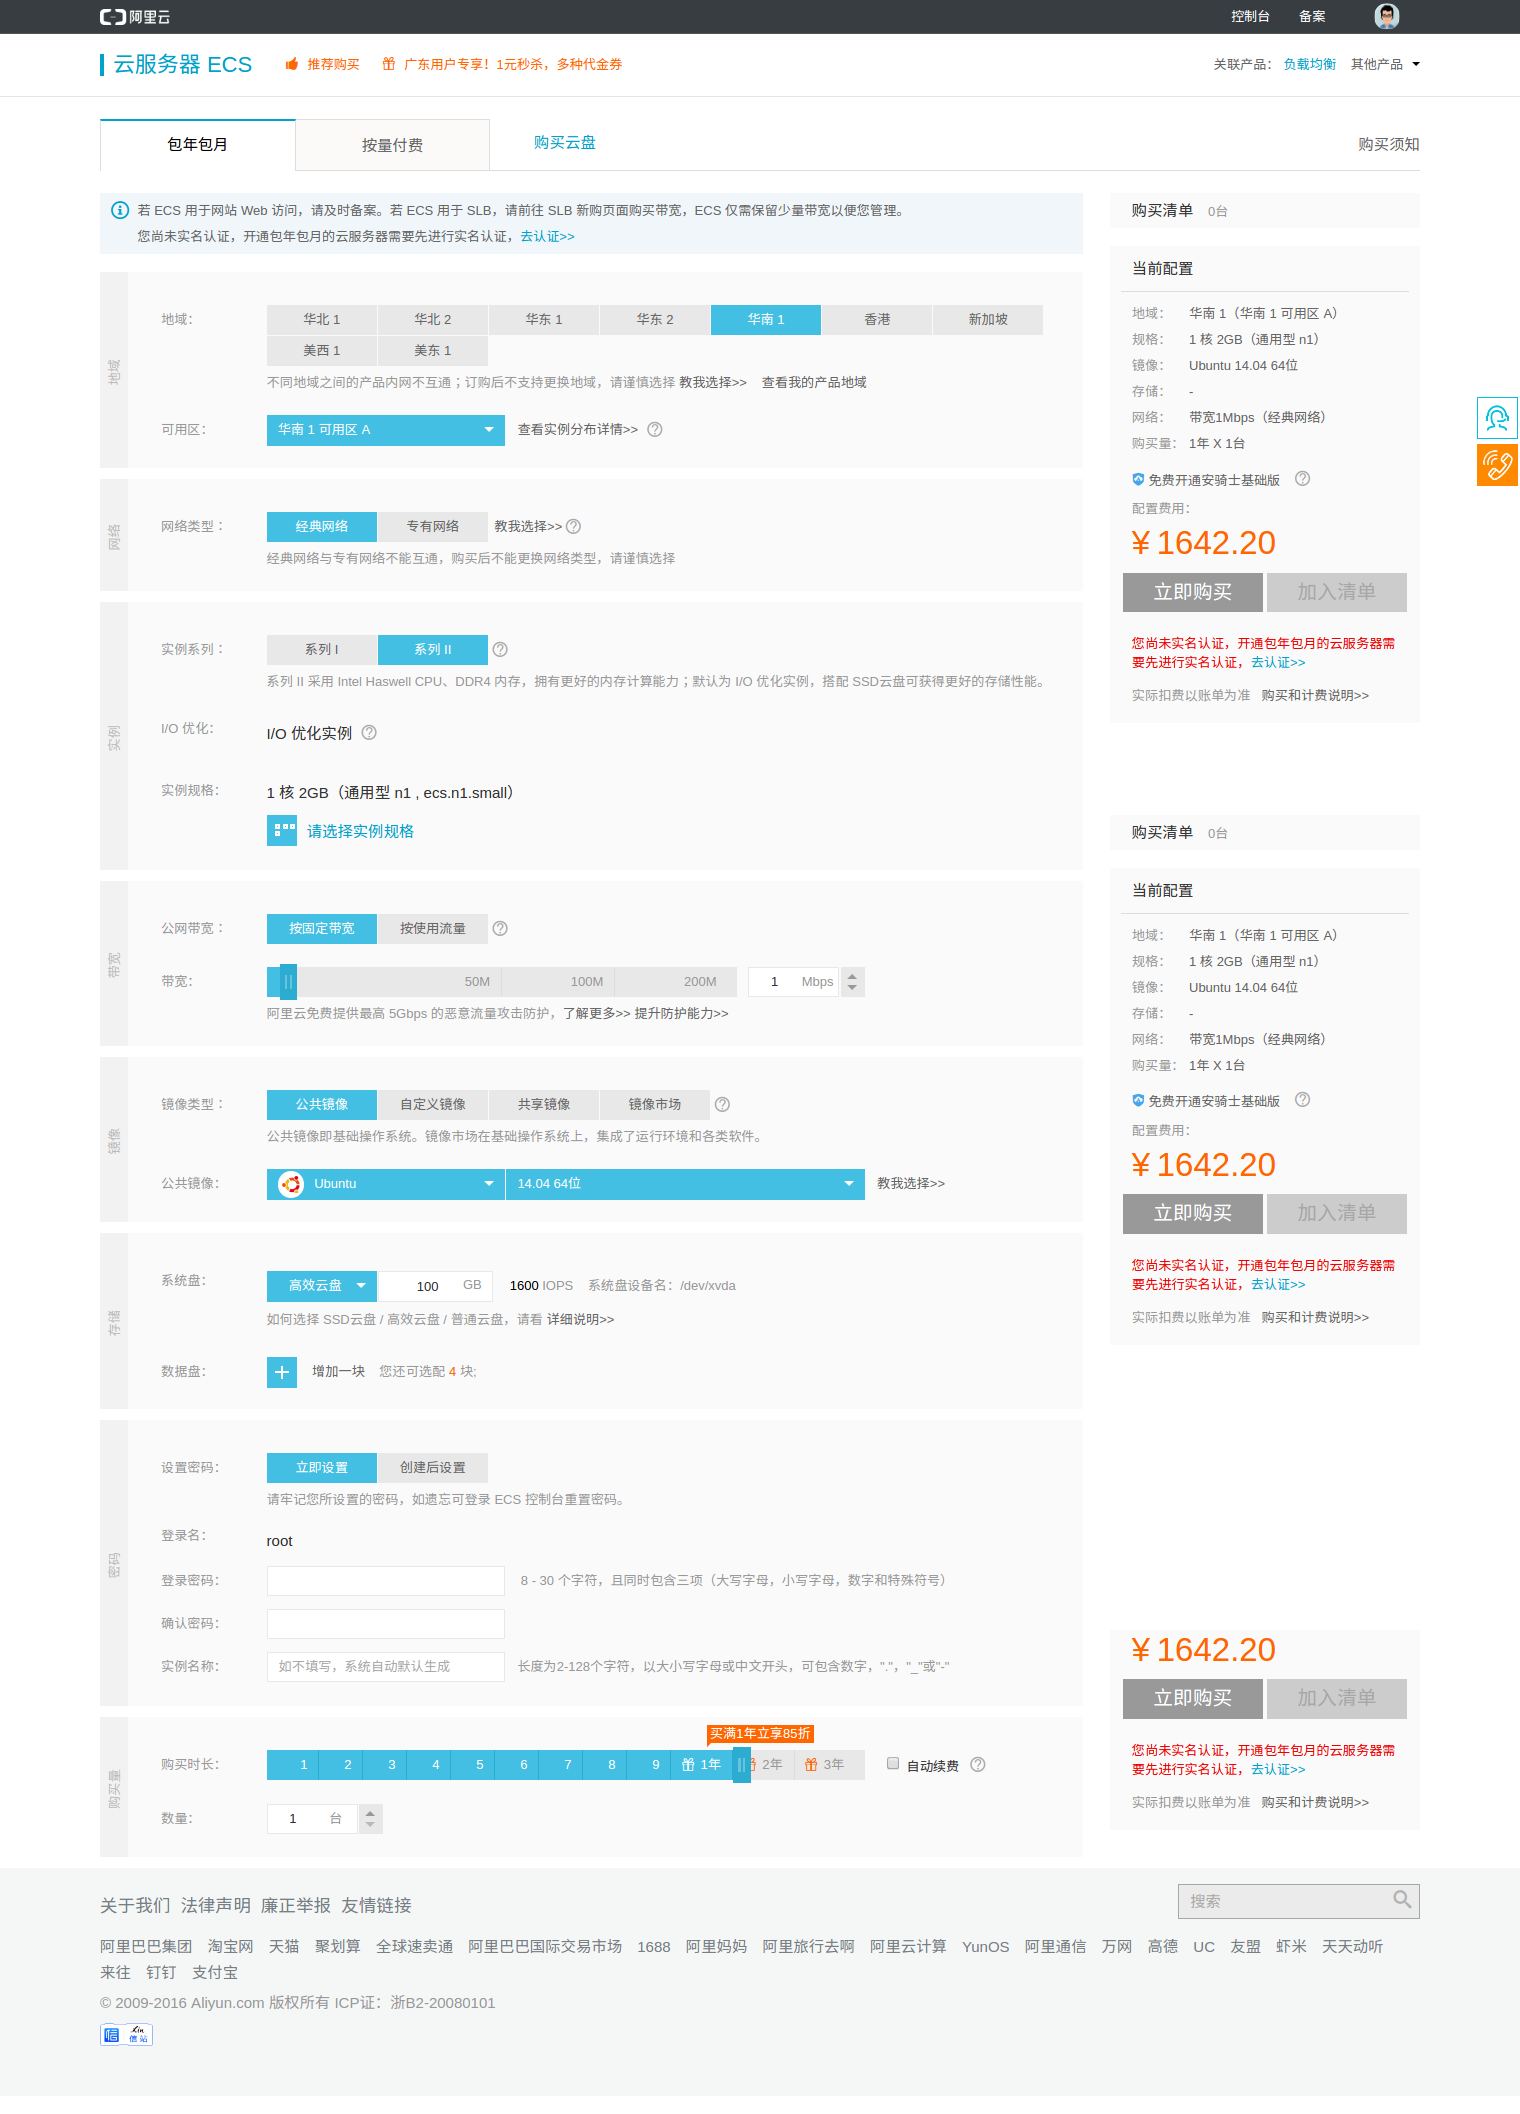 阿里云 控制台 备案
云服务器 ECS 推荐购买 广东用户专享！1元秒杀，多种代金券 关联产品： 负载均衡 其他产品
包年包月 按量付费 购买云盘 购买须知
若 ECS 用于网站 Web 访问，请及时备案。若 ECS 用于 SLB，请前往 SLB 新购页面购买带宽，ECS 仅需保留少量带宽以便您管理。
您尚未实名认证，开通包年包月的云服务器需要先进行实名认证，去认证>>
地域
地域： 华北 1 华北 2 华东 1 华东 2 华南 1 香港 新加坡
美西 1 美东 1
不同地域之间的产品内网不互通；订购后不支持更换地域，请谨慎选择 教我选择>> 查看我的产品地域
可用区： 华南 1 可用区 A 查看实例分布详情>>
网络
网络类型： 经典网络 专有网络 教我选择>>
经典网络与专有网络不能互通，购买后不能更换网络类型，请谨慎选择
实例
实例系列： 系列 I 系列 II
系列 II 采用 Intel Haswell CPU、DDR4 内存，拥有更好的内存计算能力；默认为 I/O 优化实例，搭配 SSD云盘可获得更好的存储性能。
I/O 优化： I/O 优化实例
实例规格： 1 核 2GB（通用型 n1 , ecs.n1.small）
请选择实例规格
带宽
公网带宽： 按固定带宽 按使用流量
带宽： 50M 100M 200M 1 Mbps
阿里云免费提供最高 5Gbps 的恶意流量攻击防护，了解更多>> 提升防护能力>>
镜像
镜像类型： 公共镜像 自定义镜像 共享镜像 镜像市场
公共镜像即基础操作系统。镜像市场在基础操作系统上，集成了运行环境和各类软件。
公共镜像： Ubuntu 14.04 64位 教我选择>>
存储
系统盘： 高效云盘 100 GB 1600 IOPS 系统盘设备名：/dev/xvda
如何选择 SSD云盘 / 高效云盘 / 普通云盘，请看 详细说明>>
数据盘： 增加一块 您还可选配 4 块;
密码
设置密码： 立即设置 创建后设置
请牢记您所设置的密码，如遗忘可登录 ECS 控制台重置密码。
登录名： root
登录密码： 8 - 30 个字符，且同时包含三项（大写字母，小写字母，数字和特殊符号）
确认密码：
实例名称： 如不填写，系统自动默认生成 长度为2-128个字符，以大小写字母或中文开头，可包含数字，"."，"_"或"-"
购买量
买满1年立享85折
购买时长： 1 2 3 4 5 6 7 8 9 1年 2年 3年 自动续费
数量： 1 台
购买清单 0台
当前配置
地域： 华南 1（华南 1 可用区 A）
规格： 1 核 2GB（通用型 n1）
镜像： Ubuntu 14.04 64位
存储： -
网络： 带宽1Mbps（经典网络）
购买量： 1年 X 1台
免费开通安骑士基础版
配置费用：
¥ 1642.20
立即购买 加入清单
您尚未实名认证，开通包年包月的云服务器需
要先进行实名认证，去认证>>
实际扣费以账单为准 购买和计费说明>>
购买清单 0台
当前配置
地域： 华南 1（华南 1 可用区 A）
规格： 1 核 2GB（通用型 n1）
镜像： Ubuntu 14.04 64位
存储： -
网络： 带宽1Mbps（经典网络）
购买量： 1年 X 1台
免费开通安骑士基础版
配置费用：
¥ 1642.20
立即购买 加入清单
您尚未实名认证，开通包年包月的云服务器需
要先进行实名认证，去认证>>
实际扣费以账单为准 购买和计费说明>>
¥ 1642.20
立即购买 加入清单
您尚未实名认证，开通包年包月的云服务器需
要先进行实名认证，去认证>>
实际扣费以账单为准 购买和计费说明>>
关于我们 法律声明 廉正举报 友情链接 搜索
阿里巴巴集团 淘宝网 天猫 聚划算 全球速卖通 阿里巴巴国际交易市场 1688 阿里妈妈 阿里旅行去啊 阿里云计算 YunOS 阿里通信 万网 高德 UC 友盟 虾米 天天动听
来往 钉钉 支付宝
© 2009-2016 Aliyun.com 版权所有 ICP证：浙B2-20080101
信 Xin
信 站